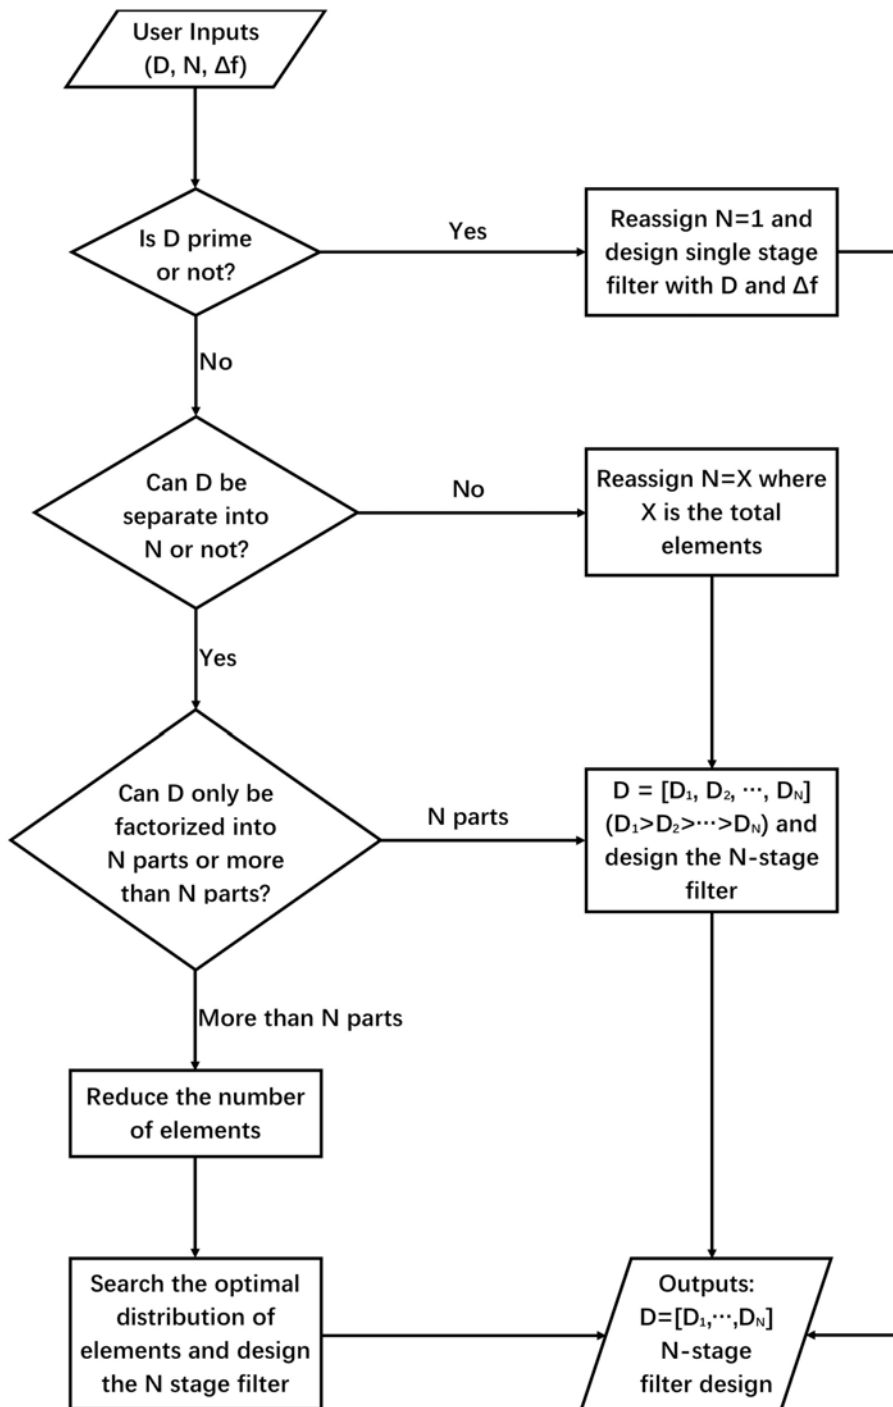 User Inputs
(D, N, Δf)
Is D prime
or not?
Yes
Reassign N=1 and
design single stage
filter with D and Δf
No
Can D be
separate into
N or not?
No
Reassign N=X where
X is the total
elements
Yes
Can D only be
factorized into
N parts or more
than N parts?
N parts
D = [D₁, D₂, ···, Dₙ]
(D₁>D₂>···>Dₙ) and
design the N-stage
filter
More than N parts
Reduce the number
of elements
Search the optimal
distribution of
elements and design
the N stage filter
Outputs:
D=[D₁,···,Dₙ]
N-stage
filter design